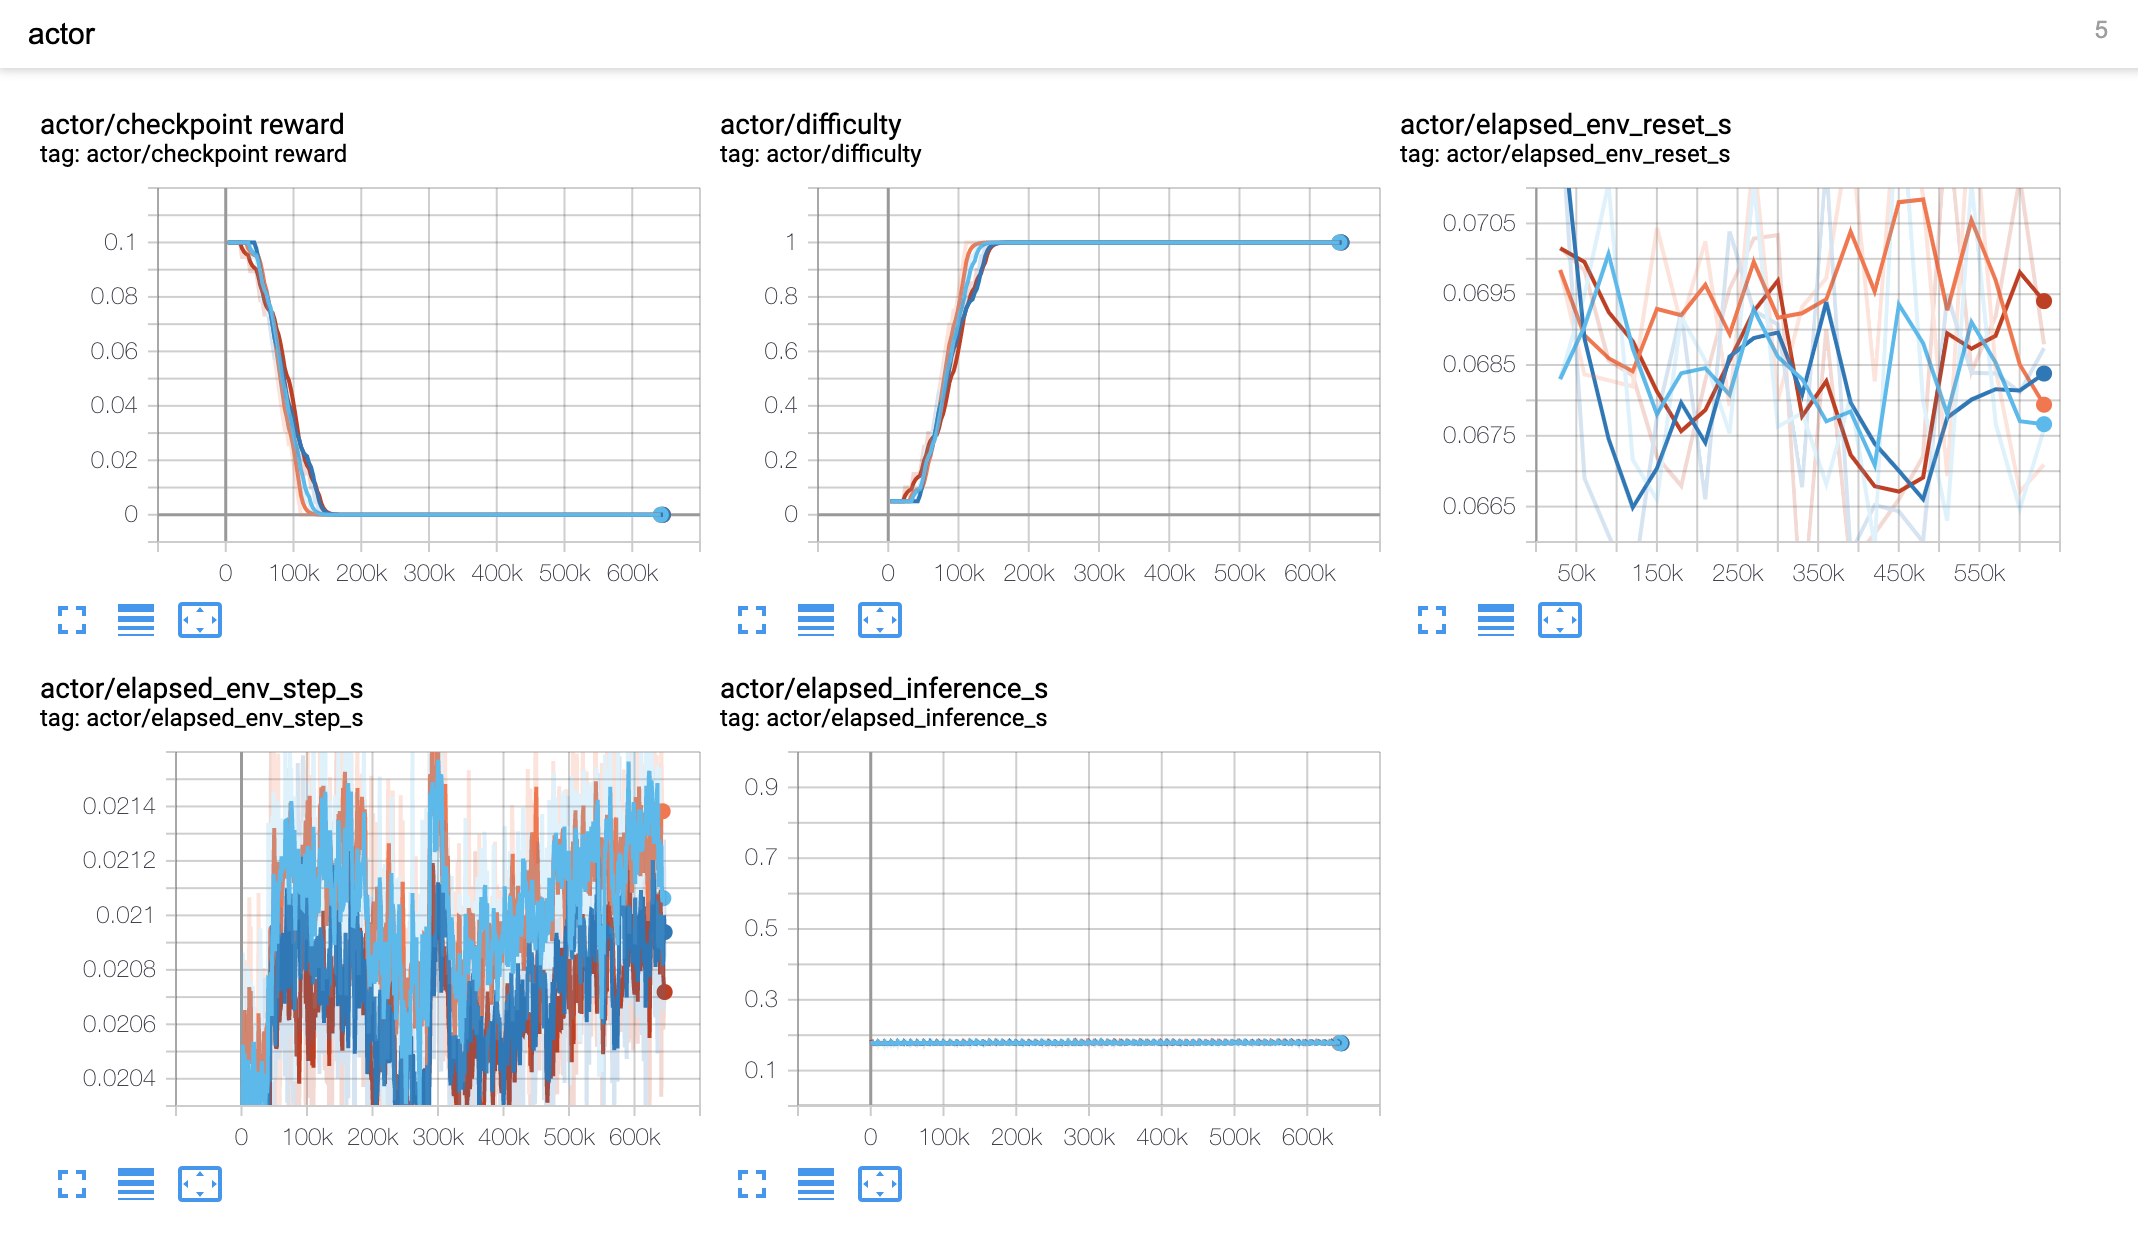 actor
5
actor/checkpoint reward
tag: actor/checkpoint reward
0.1
0.08
0.06
0.04
0.02
0
0 100k 200k 300k 400k 500k 600k
actor/difficulty
tag: actor/difficulty
1
0.8
0.6
0.4
0.2
0
0 100k 200k 300k 400k 500k 600k
actor/elapsed_env_reset_s
tag: actor/elapsed_env_reset_s
0.0705
0.0695
0.0685
0.0675
0.0665
50k 150k 250k 350k 450k 550k
actor/elapsed_env_step_s
tag: actor/elapsed_env_step_s
0.0214
0.0212
0.021
0.0208
0.0206
0.0204
0 100k 200k 300k 400k 500k 600k
actor/elapsed_inference_s
tag: actor/elapsed_inference_s
0.9
0.7
0.5
0.3
0.1
0 100k 200k 300k 400k 500k 600k